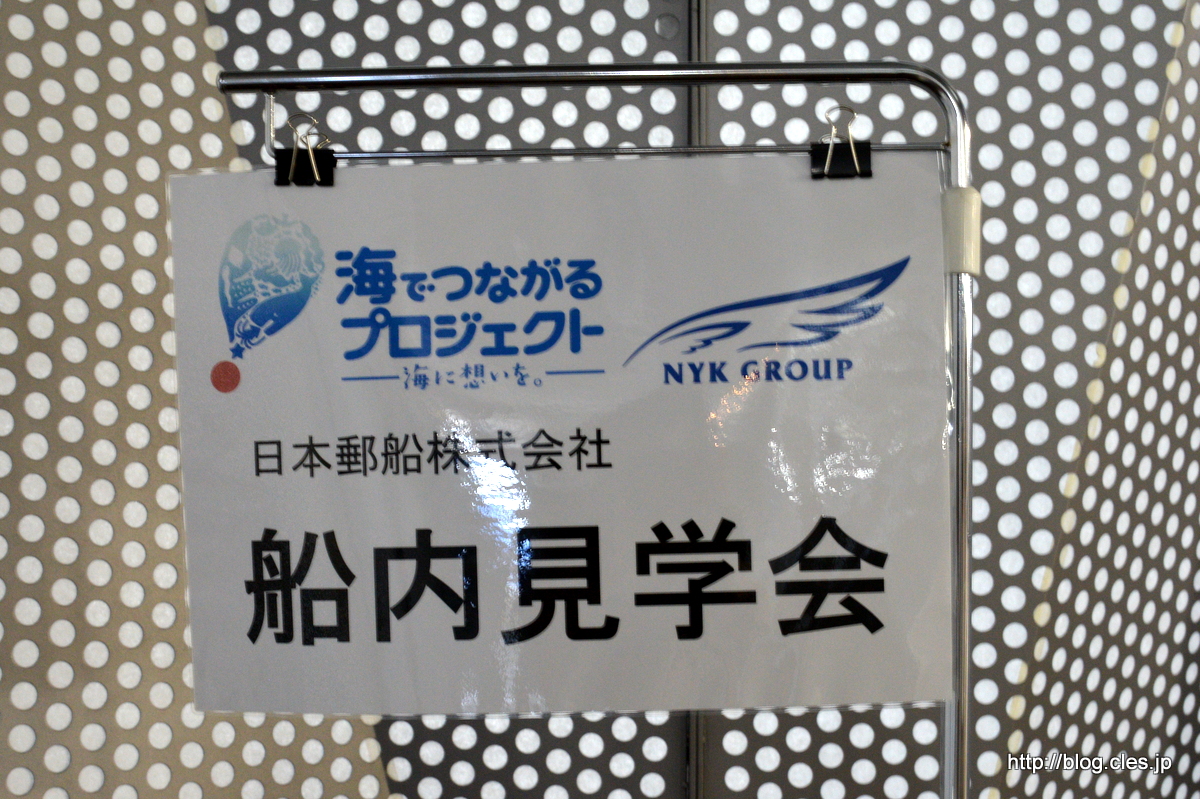 海でつながる
プロジェクト
海に想いを。
NYK GROUP
日本郵船株式会社
船内見学会
http://blog.cles.jp